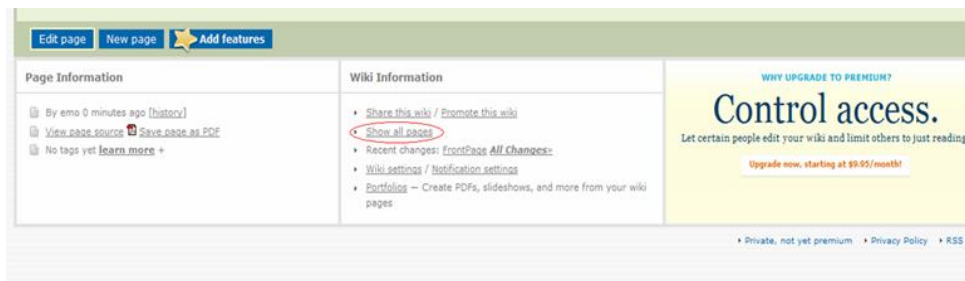 Edit page New page Add features
Page Information
By emo 0 minutes ago [history]
View page source Save page as PDF
No tags yet learn more +
Wiki Information
Share this wiki / Promote this wiki
Show all pages
Recent changes: FrontPage All Changes»
Wiki settings / Notification settings
Portfolios — Create PDFs, slideshows, and more from your wiki
pages
WHY UPGRADE TO PREMIUM?
Control access.
Let certain people edit your wiki and limit others to just reading
Upgrade now, starting at $9.95/month!
Private, not yet premium Privacy Policy RSS